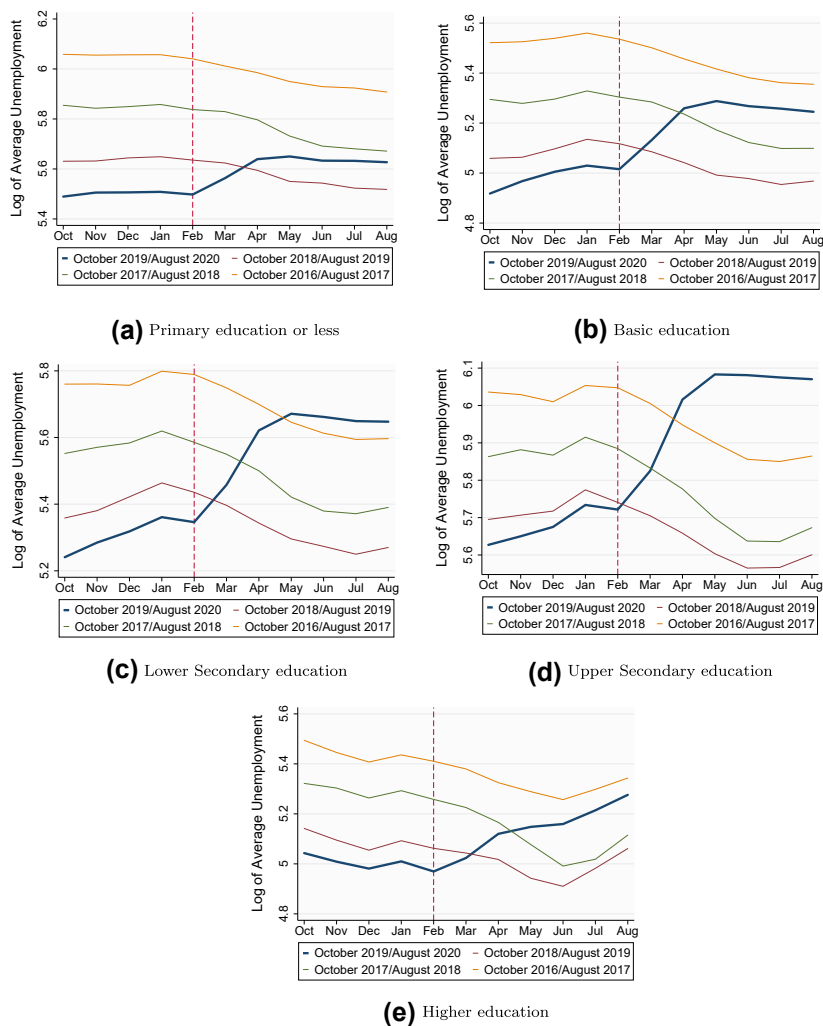 Log of Average Unemployment
6.2
6
5.8
5.6
5.4
Oct Nov Dec Jan Feb Mar Apr May Jun Jul Aug
October 2019/August 2020 October 2018/August 2019
October 2017/August 2018 October 2016/August 2017
(a) Primary education or less
Log of Average Unemployment
5.6
5.4
5.2
5
4.8
Oct Nov Dec Jan Feb Mar Apr May Jun Jul Aug
October 2019/August 2020 October 2018/August 2019
October 2017/August 2018 October 2016/August 2017
(b) Basic education
Log of Average Unemployment
5.8
5.6
5.4
5.2
Oct Nov Dec Jan Feb Mar Apr May Jun Jul Aug
October 2019/August 2020 October 2018/August 2019
October 2017/August 2018 October 2016/August 2017
(c) Lower Secondary education
Log of Average Unemployment
6.1
6
5.9
5.8
5.7
5.6
Oct Nov Dec Jan Feb Mar Apr May Jun Jul Aug
October 2019/August 2020 October 2018/August 2019
October 2017/August 2018 October 2016/August 2017
(d) Upper Secondary education
Log of Average Unemployment
5.6
5.4
5.2
5
4.8
Oct Nov Dec Jan Feb Mar Apr May Jun Jul Aug
October 2019/August 2020 October 2018/August 2019
October 2017/August 2018 October 2016/August 2017
(e) Higher education